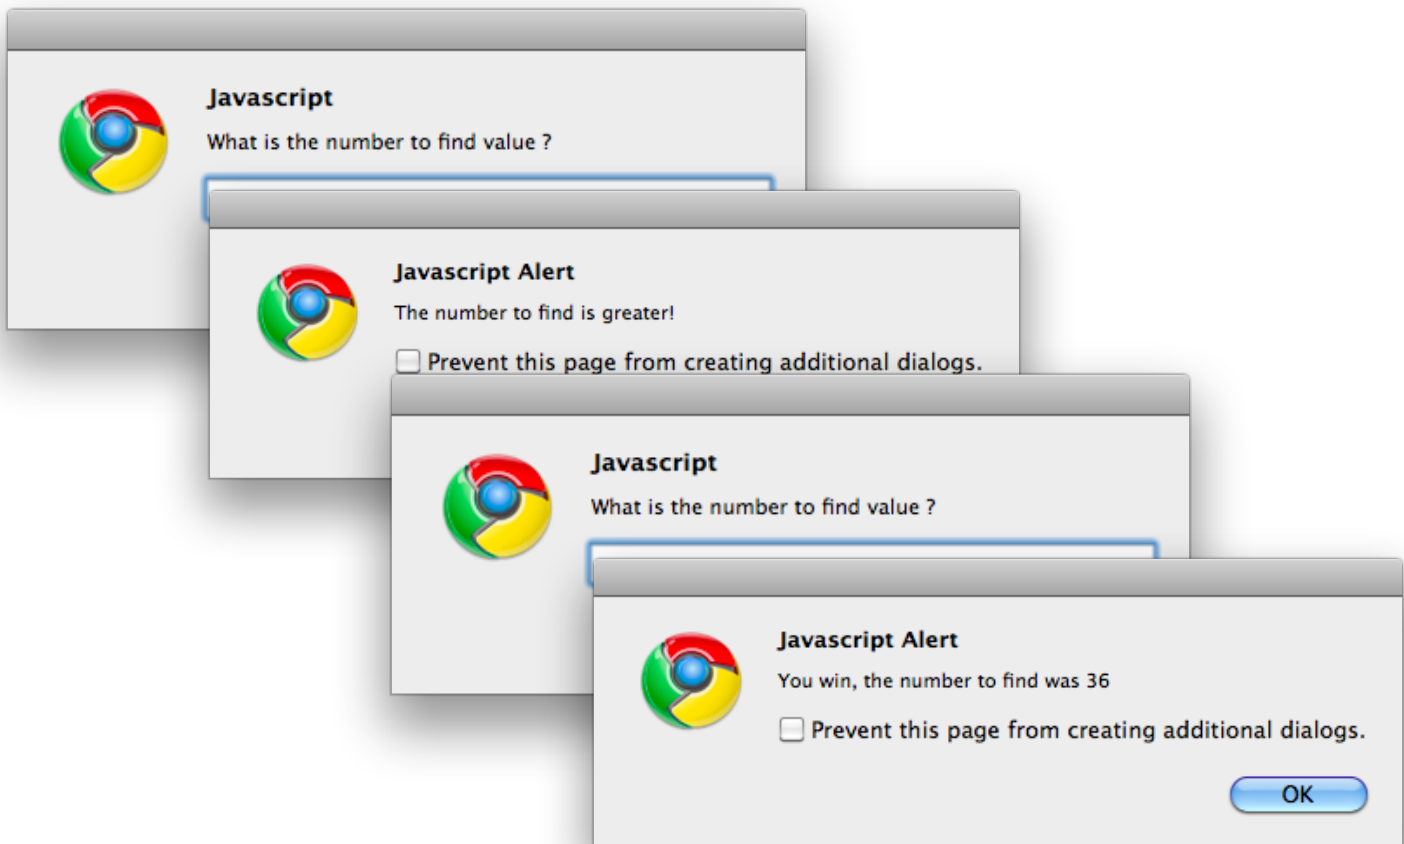 Javascript
What is the number to find value ?
Javascript Alert
The number to find is greater!
Prevent this page from creating additional dialogs.
Javascript
What is the number to find value ?
Javascript Alert
You win, the number to find was 36
Prevent this page from creating additional dialogs.
OK